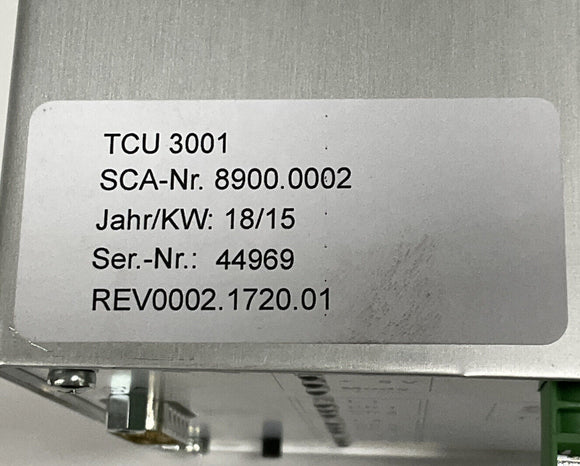 TCU 3001
SCA-Nr. 8900.0002
Jahr/KW: 18/15
Ser.-Nr.: 44969
REV0002.1720.01